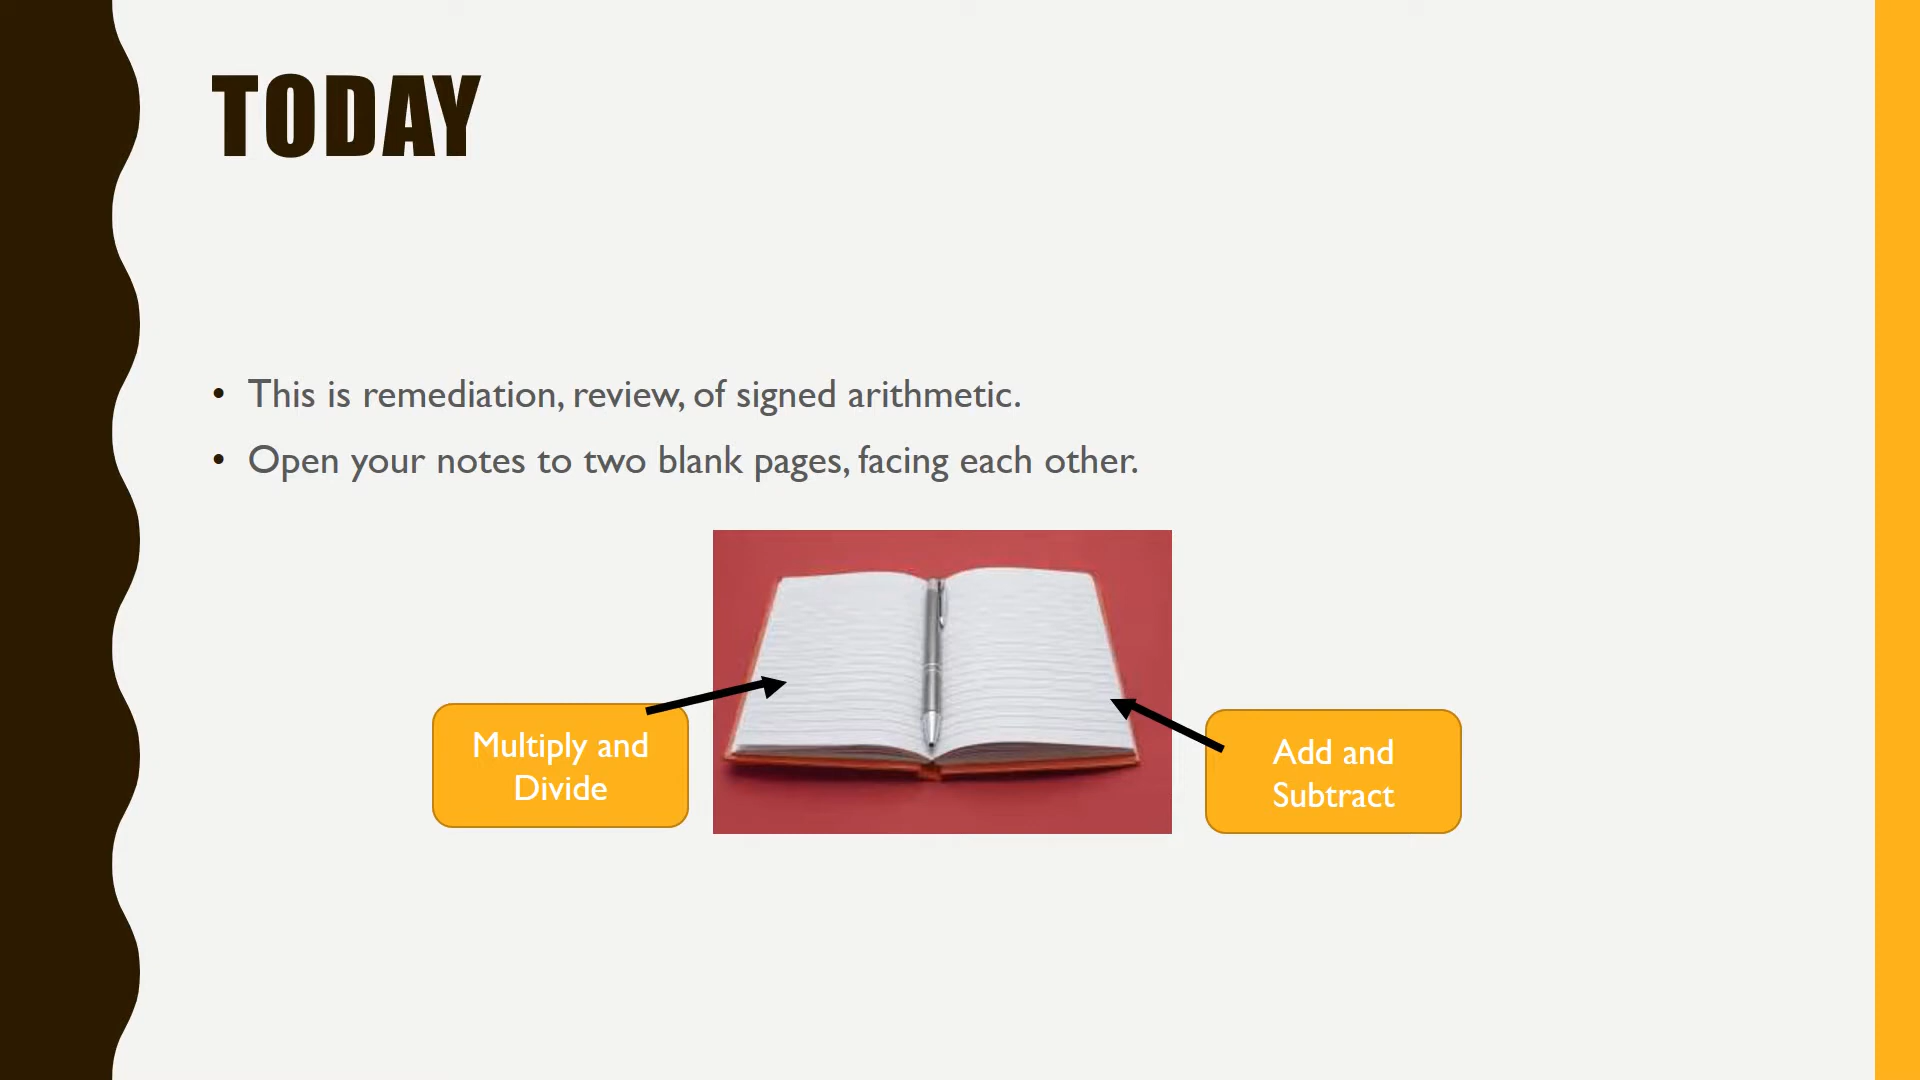 TODAY
• This is remediation, review, of signed arithmetic.
• Open your notes to two blank pages, facing each other.
Multiply and
Divide
Add and
Subtract